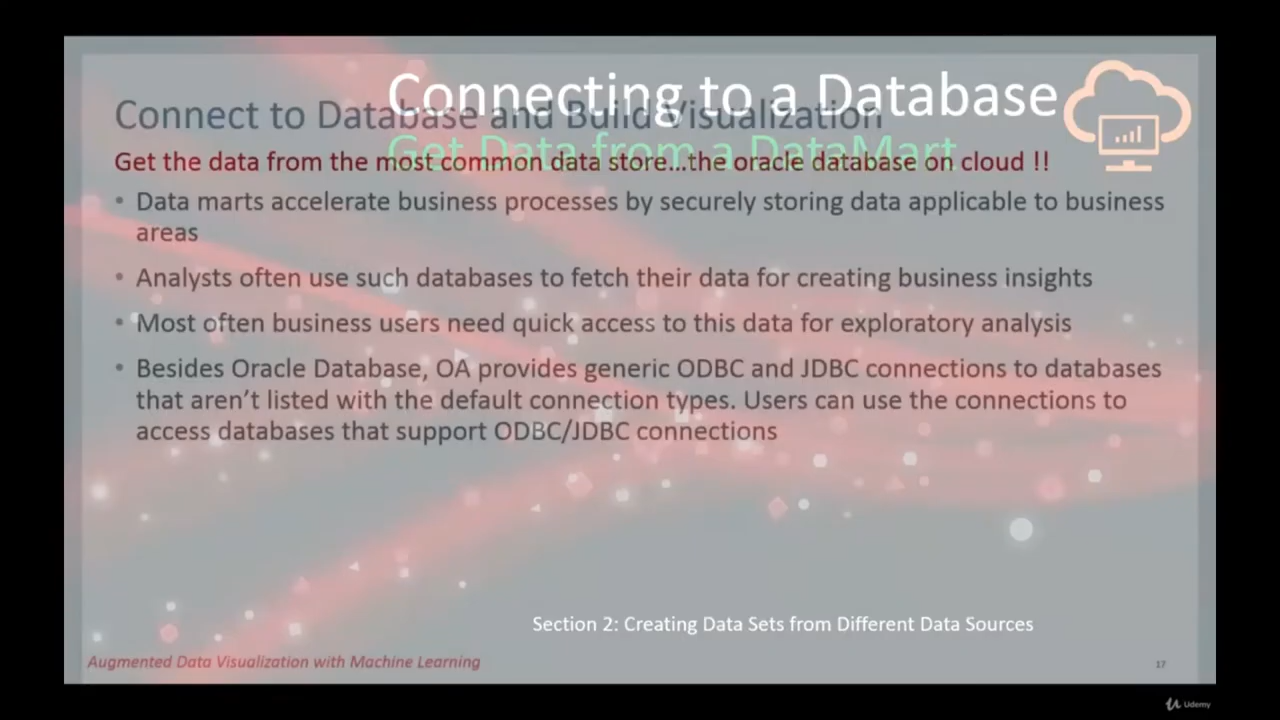 Connecting to a Database
Connect to Database and Build Visualization
Get Data from a DataMart
Get the data from the most common data store...the oracle database on cloud !!
• Data marts accelerate business processes by securely storing data applicable to business
areas
• Analysts often use such databases to fetch their data for creating business insights
• Most often business users need quick access to this data for exploratory analysis
• Besides Oracle Database, OA provides generic ODBC and JDBC connections to databases
that aren’t listed with the default connection types. Users can use the connections to
access databases that support ODBC/JDBC connections
Section 2: Creating Data Sets from Different Data Sources
Augmented Data Visualization with Machine Learning
17
Udemy